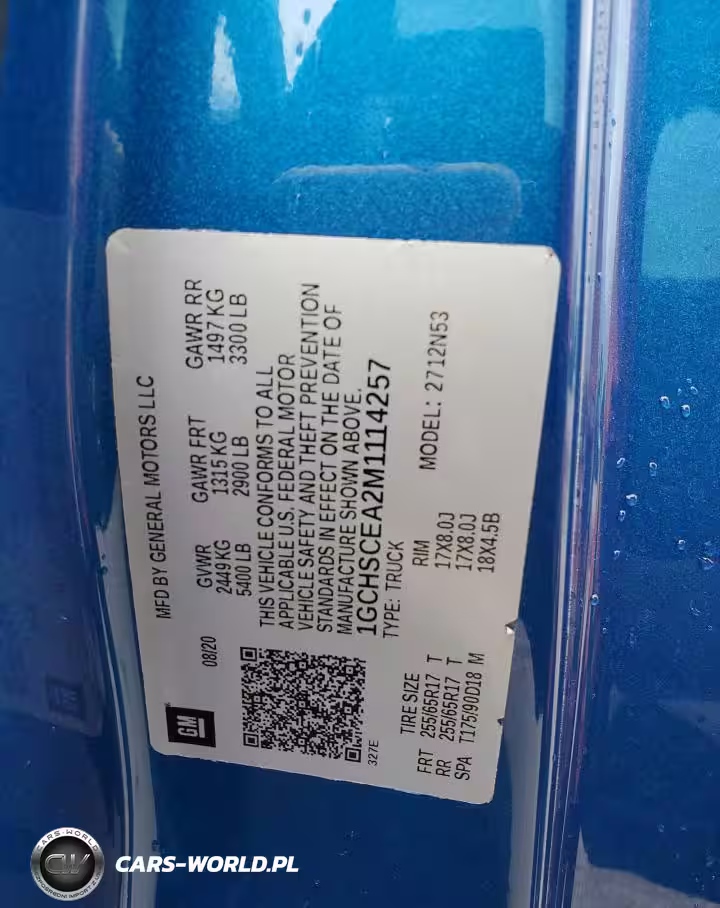 MFD BY GENERAL MOTORS LLC
GM
08/20
GVWR GAWR FRT GAWR RR
2449 KG 1315 KG 1497 KG
5400 LB 2900 LB 3300 LB
THIS VEHICLE CONFORMS TO ALL
APPLICABLE U.S. FEDERAL MOTOR
VEHICLE SAFETY AND THEFT PREVENTION
STANDARDS IN EFFECT ON THE DATE OF
MANUFACTURE SHOWN ABOVE.
1GCHSCEA2M1114257
327E
TYPE: TRUCK
MODEL: 2712N53
TIRE SIZE RIM
FRT 255/65R17 T 17X8.0J
RR 255/65R17 T 17X8.0J
SPA T175/90D18 M 18X4.5B
CARS-WORLD
CW
CARS-WORLD.PL